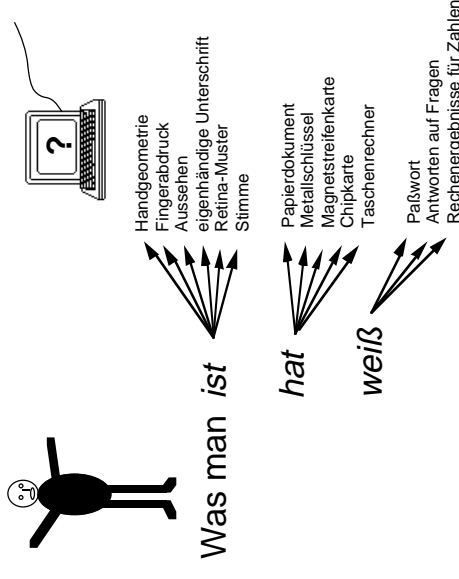 ?
Was man ist
Handgeometrie
Fingerabdruck
Aussehen
eigenhändige Unterschrift
Retina-Muster
Stimme
hat
Papierdokument
Metallschlüssel
Magnetstreifenkarte
Chipkarte
Taschenrechner
weiß
Paßwort
Antworten auf Fragen
Rechenergebnisse für Zahlen